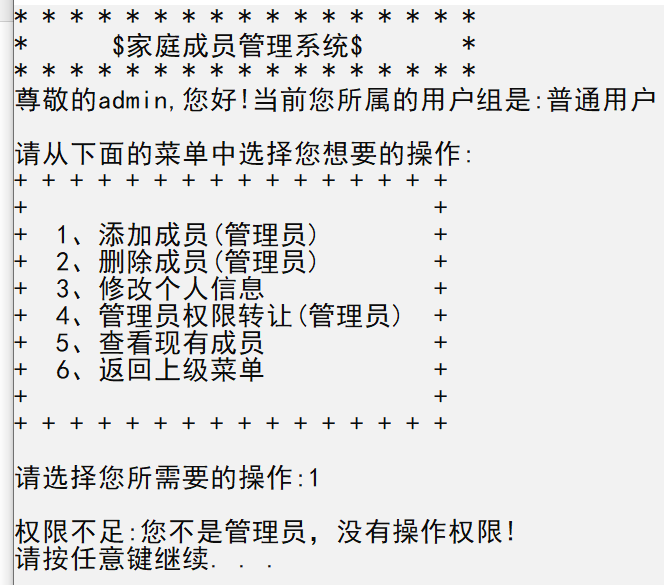 * * * * * * * * * * * * * * * * *
*      $家庭成员管理系统$       *
* * * * * * * * * * * * * * * * *
尊敬的admin,您好!当前您所属的用户组是:普通用户
请从下面的菜单中选择您想要的操作:
+ + + + + + + + + + + + + + + +
+                             +
+  1、添加成员(管理员)        +
+  2、删除成员(管理员)        +
+  3、修改个人信息            +
+  4、管理员权限转让(管理员)  +
+  5、查看现有成员            +
+  6、返回上级菜单            +
+                             +
+ + + + + + + + + + + + + + + +
请选择您所需要的操作:1
权限不足:您不是管理员，没有操作权限!
请按任意键继续. . .